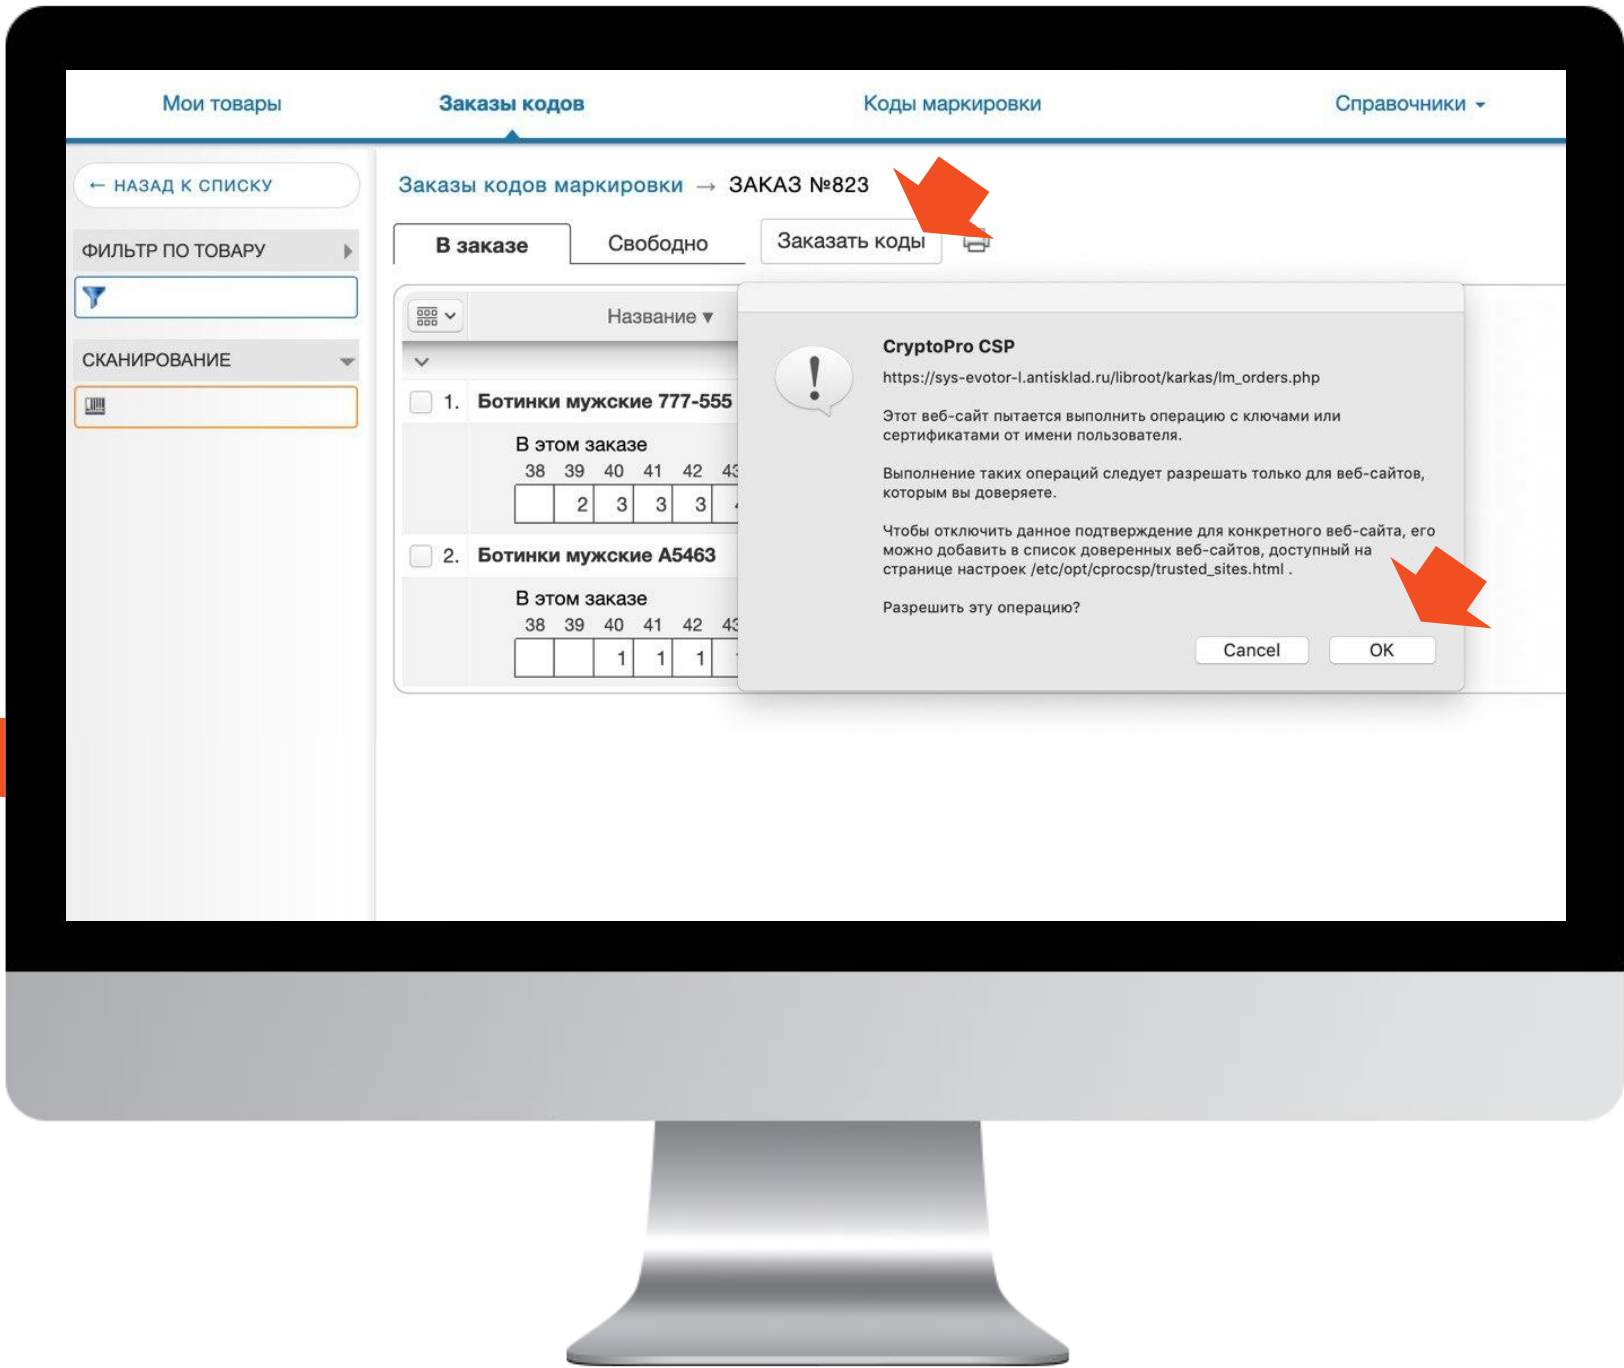 Мои товары
Заказы кодов
Коды маркировки
Справочники
← НАЗАД К СПИСКУ
ФИЛЬТР ПО ТОВАРУ
СКАНИРОВАНИЕ
Заказы кодов маркировки → ЗАКАЗ №823
В заказе
Свободно
Заказать коды
Название ▼
1. Ботинки мужские 777-555
В этом заказе
38 39 40 41 42 43
2 3 3 3
2. Ботинки мужские A5463
В этом заказе
38 39 40 41 42 43
1 1 1
CryptoPro CSP
https://sys-evotor-l.antisklad.ru/libroot/karkas/lm_orders.php
Этот веб-сайт пытается выполнить операцию с ключами или
сертификатами от имени пользователя.
Выполнение таких операций следует разрешать только для веб-сайтов,
которым вы доверяете.
Чтобы отключить данное подтверждение для конкретного веб-сайта, его
можно добавить в список доверенных веб-сайтов, доступный на
странице настроек /etc/opt/cprocsp/trusted_sites.html .
Разрешить эту операцию?
Cancel
OK